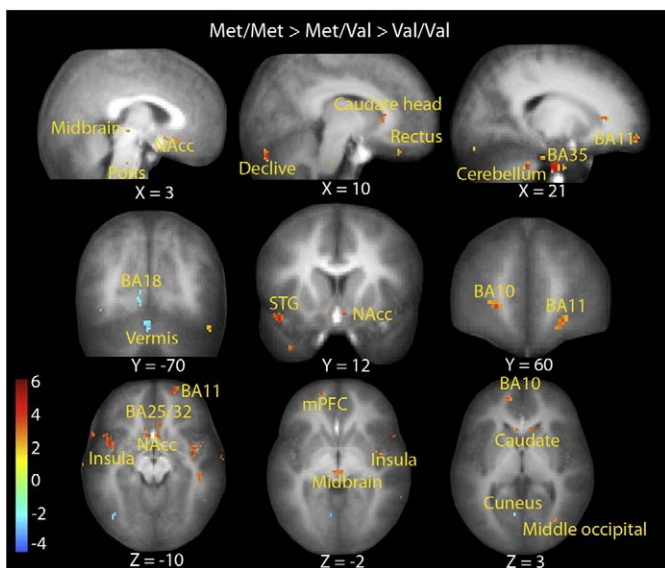 Met/Met > Met/Val > Val/Val
Midbrain
NAcc
Pons
X = 3
Caudate head
Rectus
Declive
X = 10
BA11
BA35
Cerebellum
X = 21
BA18
Vermis
Y = -70
STG
NAcc
Y = 12
BA10
BA11
Y = 60
6
4
2
0
-2
-4
BA11
BA25/32
NAcc
Insula
Z = -10
mPFC
Insula
Midbrain
Z = -2
BA10
Caudate
Cuneus
Middle occipital
Z = 3